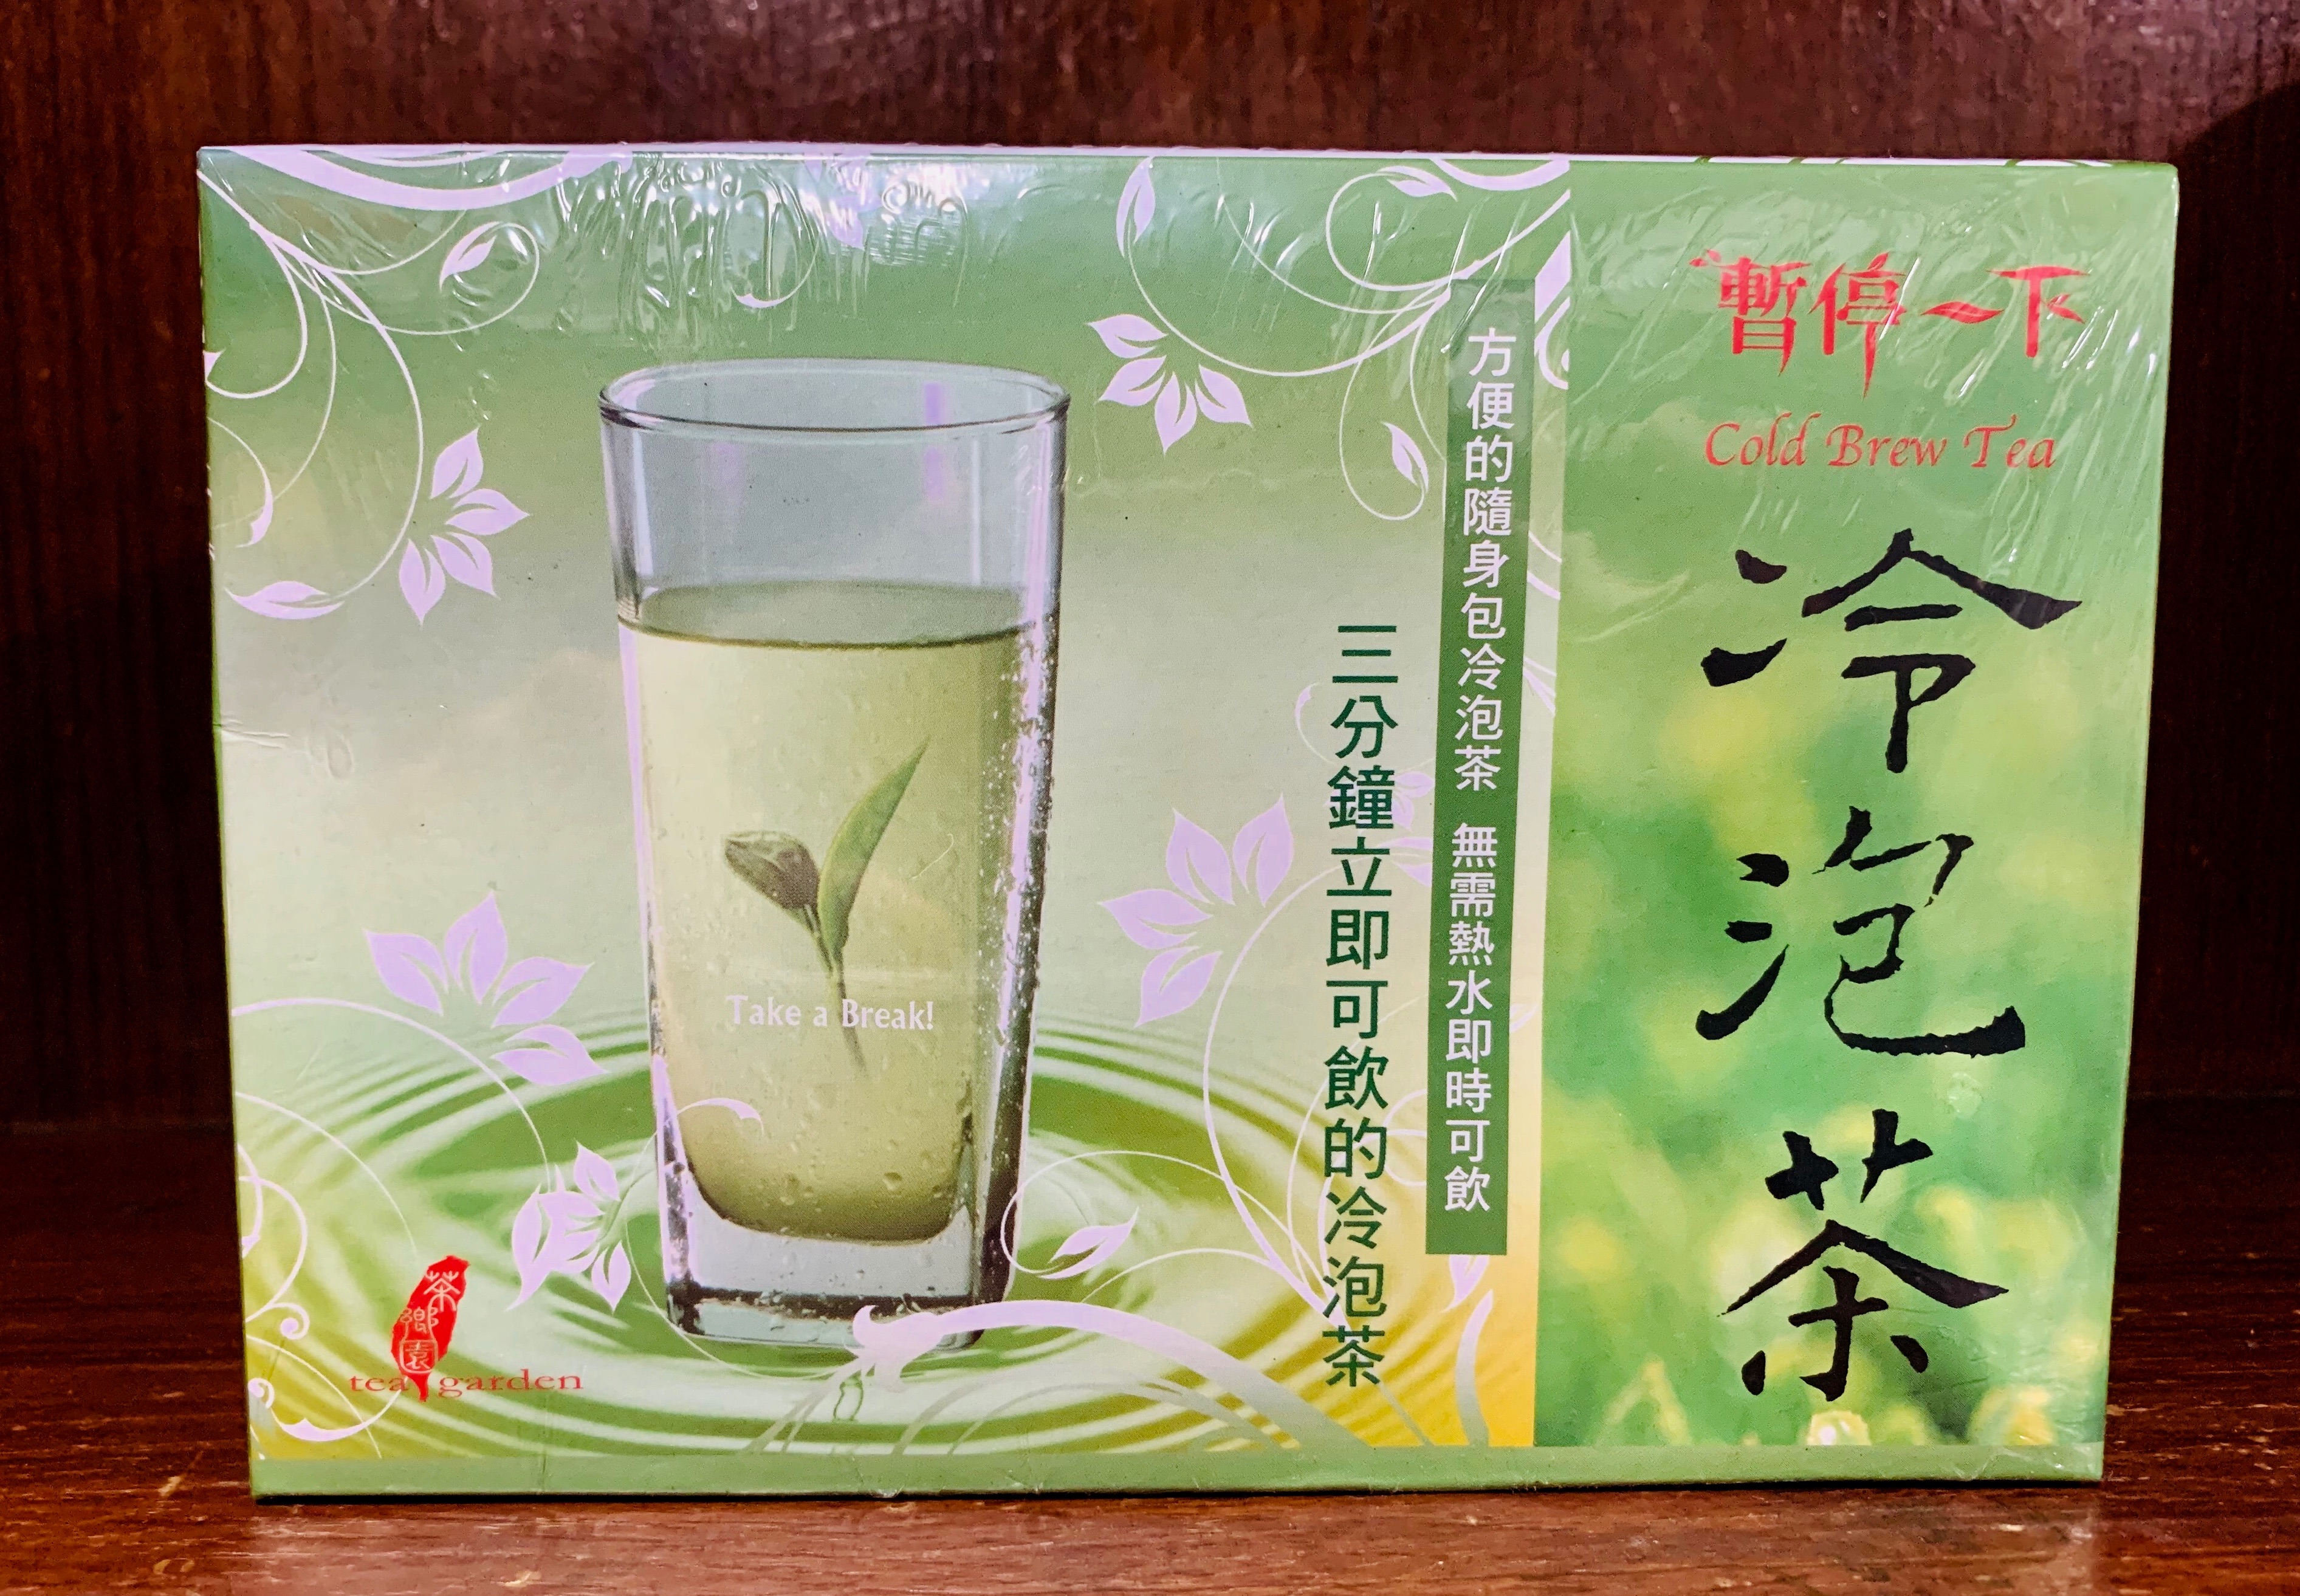 暫停一下
Cold Brew Tea
冷泡茶
方便的隨身包冷泡茶 無需熱水即時可飲
三分鐘立即可飲的冷泡茶
Take a Break!
茶鄉園
tea garden